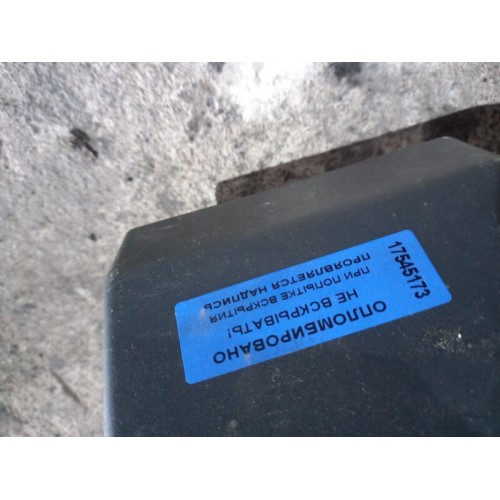 ОПЛОМБИРОВАНО
НЕ ВСКРЫВАТЬ!
ПРИ ПОПЫТКЕ ВСКРЫТИЯ
ПРОЯВЛЯЕТСЯ НАДПИСЬ
17545173